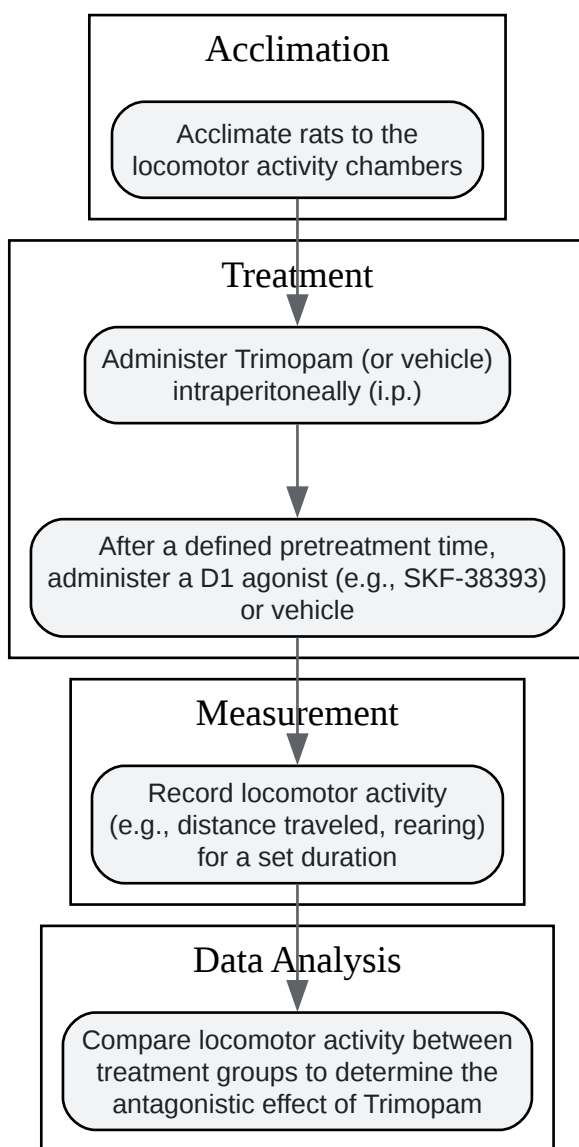 Acclimation
Acclimate rats to the
locomotor activity chambers
Treatment
Administer Trimopam (or vehicle)
intraperitoneally (i.p.)
After a defined pretreatment time,
administer a D1 agonist (e.g., SKF-38393)
or vehicle
Measurement
Record locomotor activity
(e.g., distance traveled, rearing)
for a set duration
Data Analysis
Compare locomotor activity between
treatment groups to determine the
antagonistic effect of Trimopam